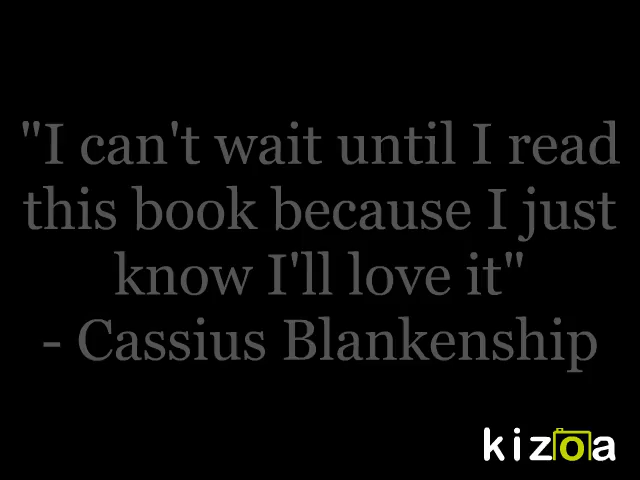 "I can't wait until I read
this book because I just
know I'll love it"
- Cassius Blankenship
kizoa